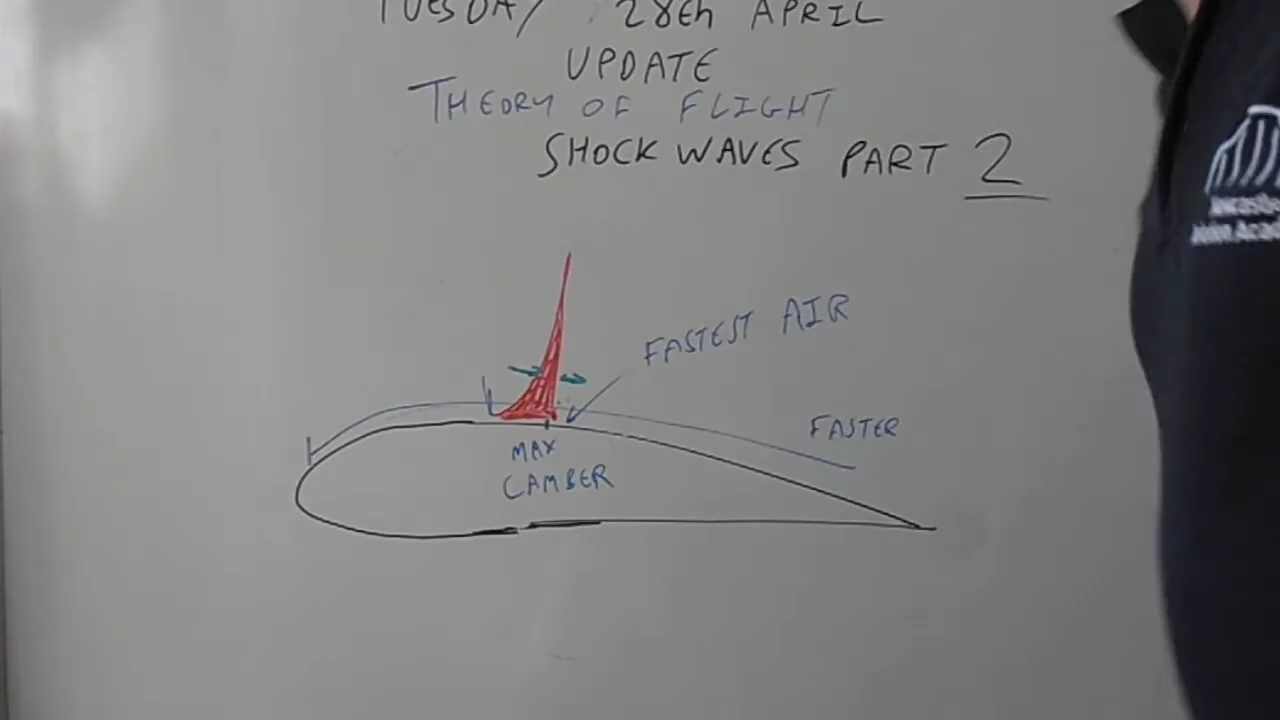 TUESDAY 28th APRIL
UPDATE
THEORY OF FLIGHT
SHOCK WAVES PART 2
FASTEST AIR
FASTER
MAX
CAMBER